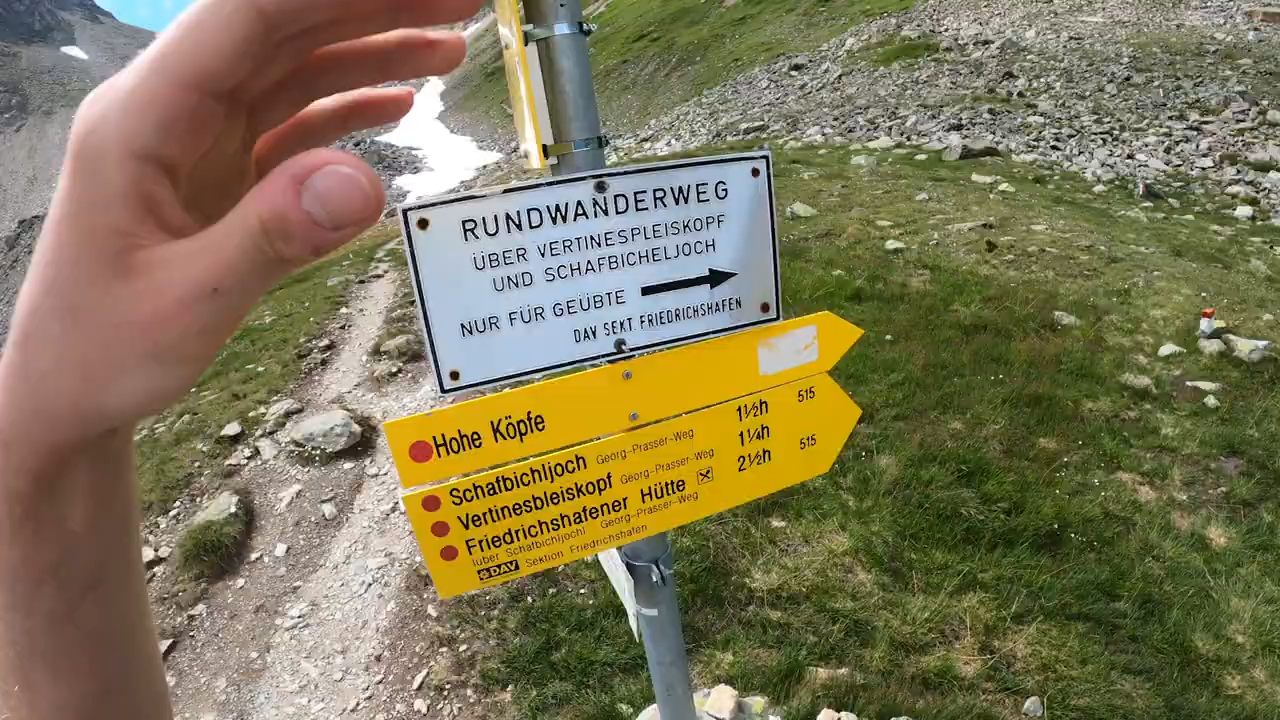 RUNDWANDERWEG
ÜBER VERTINESPLEISKOPF
UND SCHAFBICHELJOCH
NUR FÜR GEÜBTE
DAV SEKT. FRIEDRICHSHAFEN
Hohe Köpfe
Schafbichljoch Georg-Prasser-Weg 1½h 515
Vertinesbleiskopf Georg-Prasser-Weg 1¼h
Friedrichshafener Hütte 2½h 515
über Schafbichljoch! Georg-Prasser-Weg
DAV Sektion Friedrichshafen